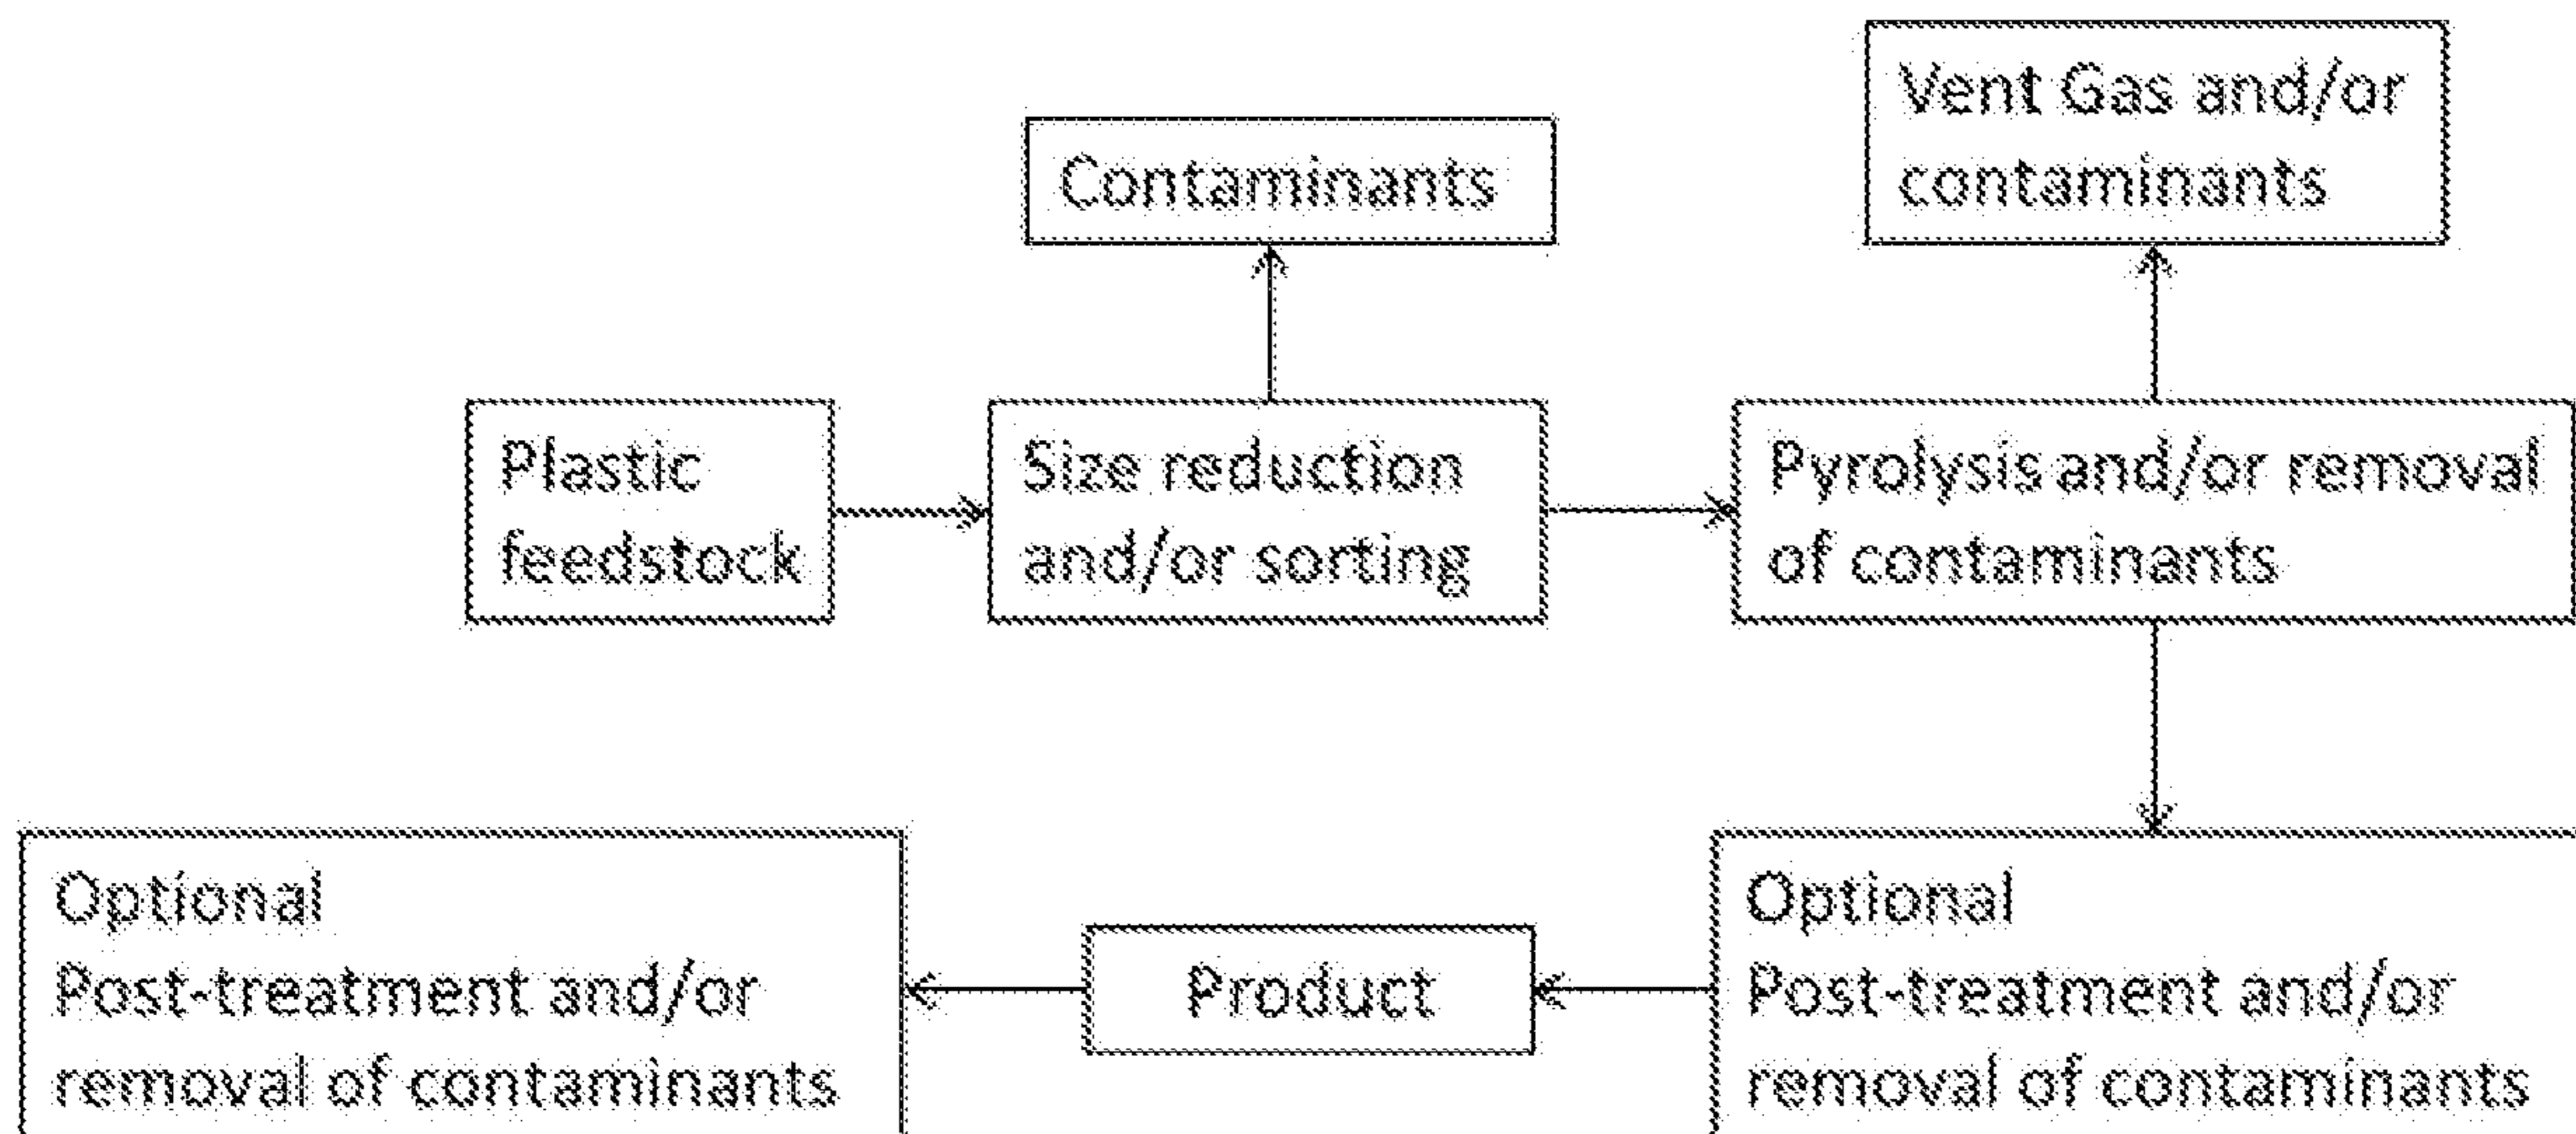 Vent Gas and/or
contaminants
Contaminants
Plastic
feedstock
Size reduction
and/or sorting
Pyrolysis and/or removal
of contaminants
Optional
Post-treatment and/or
removal of contaminants
Product
Optional
Post-treatment and/or
removal of contaminants